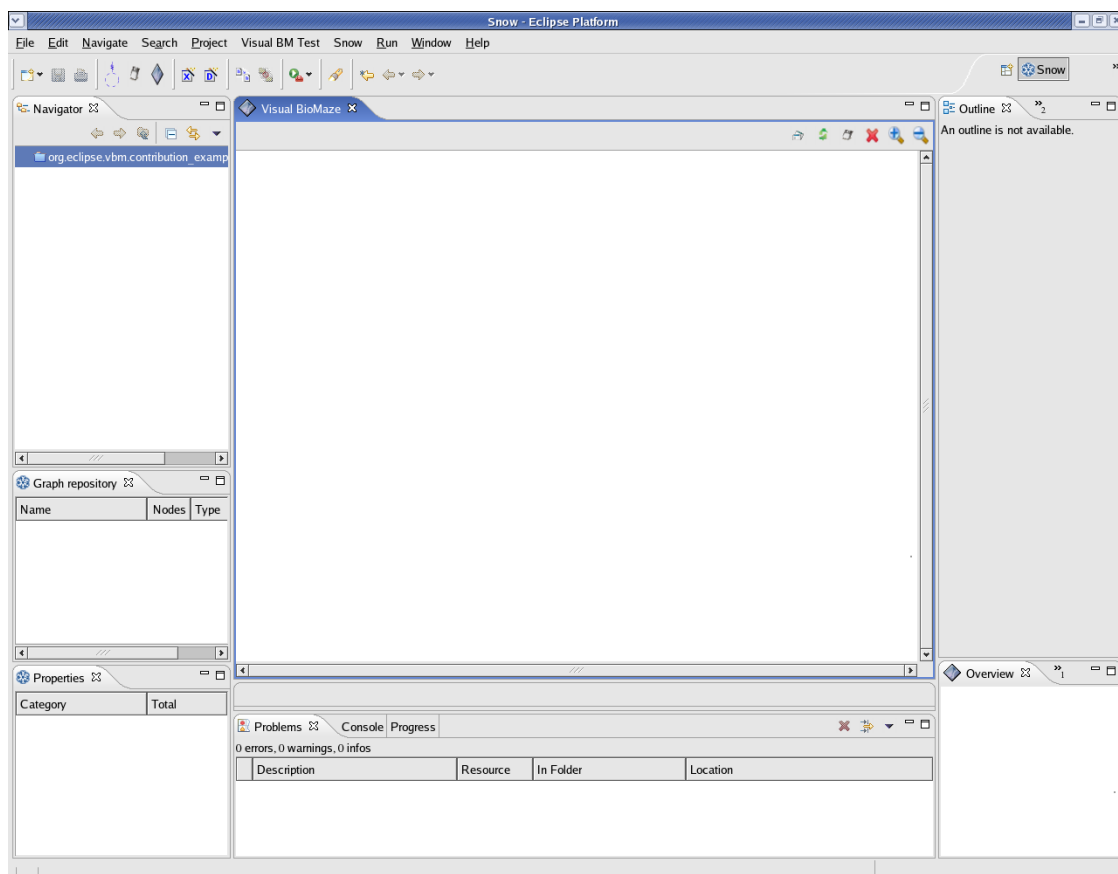 Snow - Eclipse Platform
File Edit Navigate Search Project Visual BM Test Snow Run Window Help
Snow »
Navigator
org.eclipse.vbm.contribution_examp
Graph repository
Name Nodes Type
Properties
Category Total
Visual BioMaze
Problems Console Progress
0 errors, 0 warnings, 0 infos
Description Resource In Folder Location
Outline »2
An outline is not available.
Overview »1